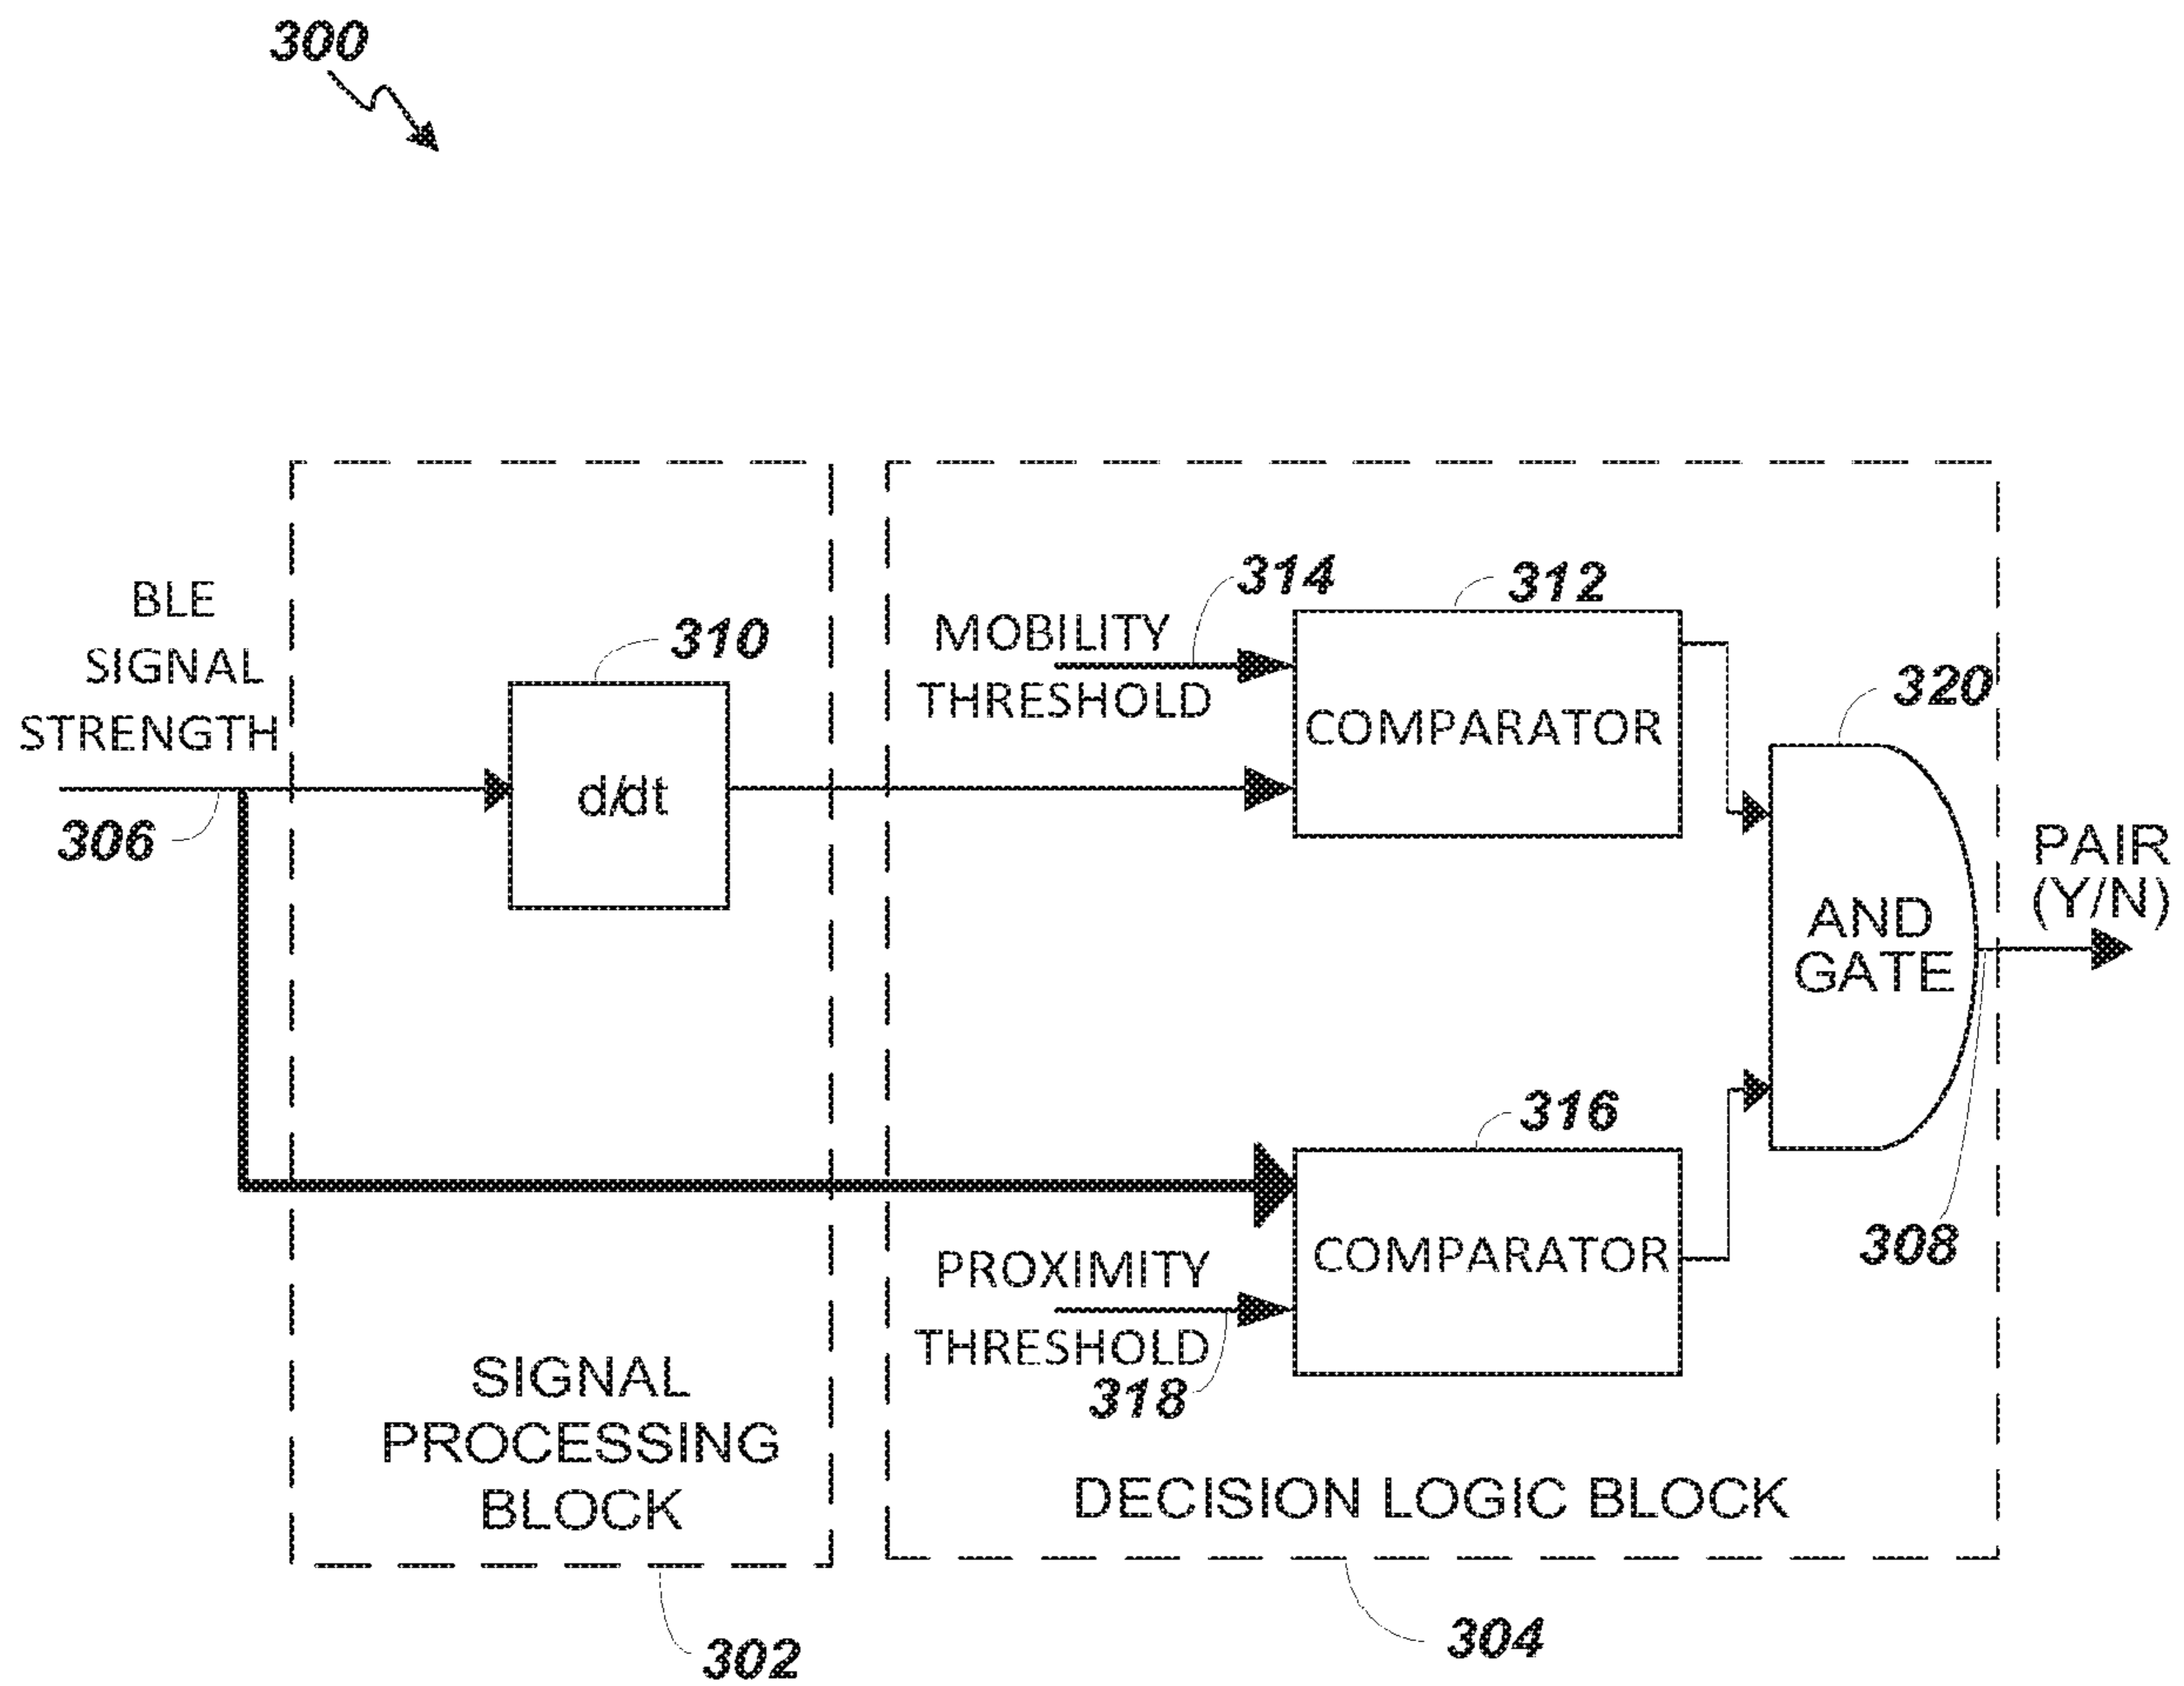 300
BLE
SIGNAL
STRENGTH
306
310
d/dt
MOBILITY
THRESHOLD
314
312
COMPARATOR
320
AND
GATE
PAIR
(Y/N)
308
316
COMPARATOR
PROXIMITY
THRESHOLD
318
SIGNAL
PROCESSING
BLOCK
302
DECISION LOGIC BLOCK
304